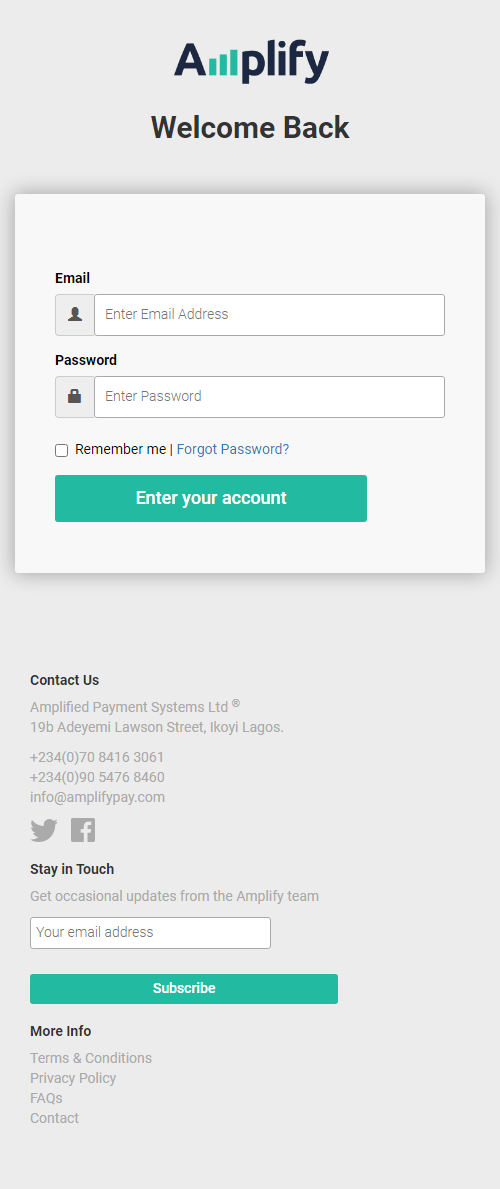 Amplify
Welcome Back
Email
Enter Email Address
Password
Enter Password
Remember me | Forgot Password?
Enter your account
Contact Us
Amplified Payment Systems Ltd ®
19b Adeyemi Lawson Street, Ikoyi Lagos.
+234(0)70 8416 3061
+234(0)90 5476 8460
info@amplifypay.com
Stay in Touch
Get occasional updates from the Amplify team
Your email address
Subscribe
More Info
Terms & Conditions
Privacy Policy
FAQs
Contact